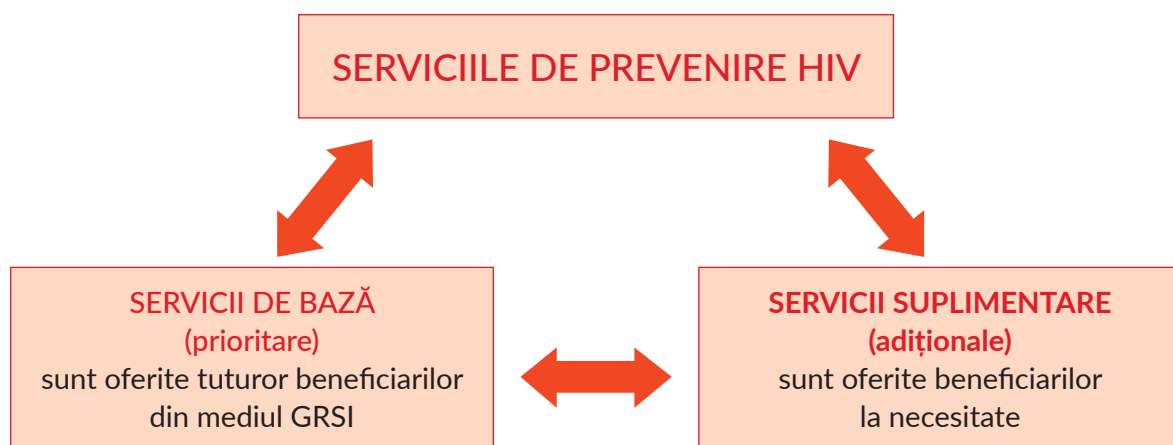 SERVICIILE DE PREVENIRE HIV
SERVICII DE BAZĂ
(prioritare)
sunt oferite tuturor beneficiarilor
din mediul GRSI
SERVICII SUPLIMENTARE
(adiționale)
sunt oferite beneficiarilor
la necesitate